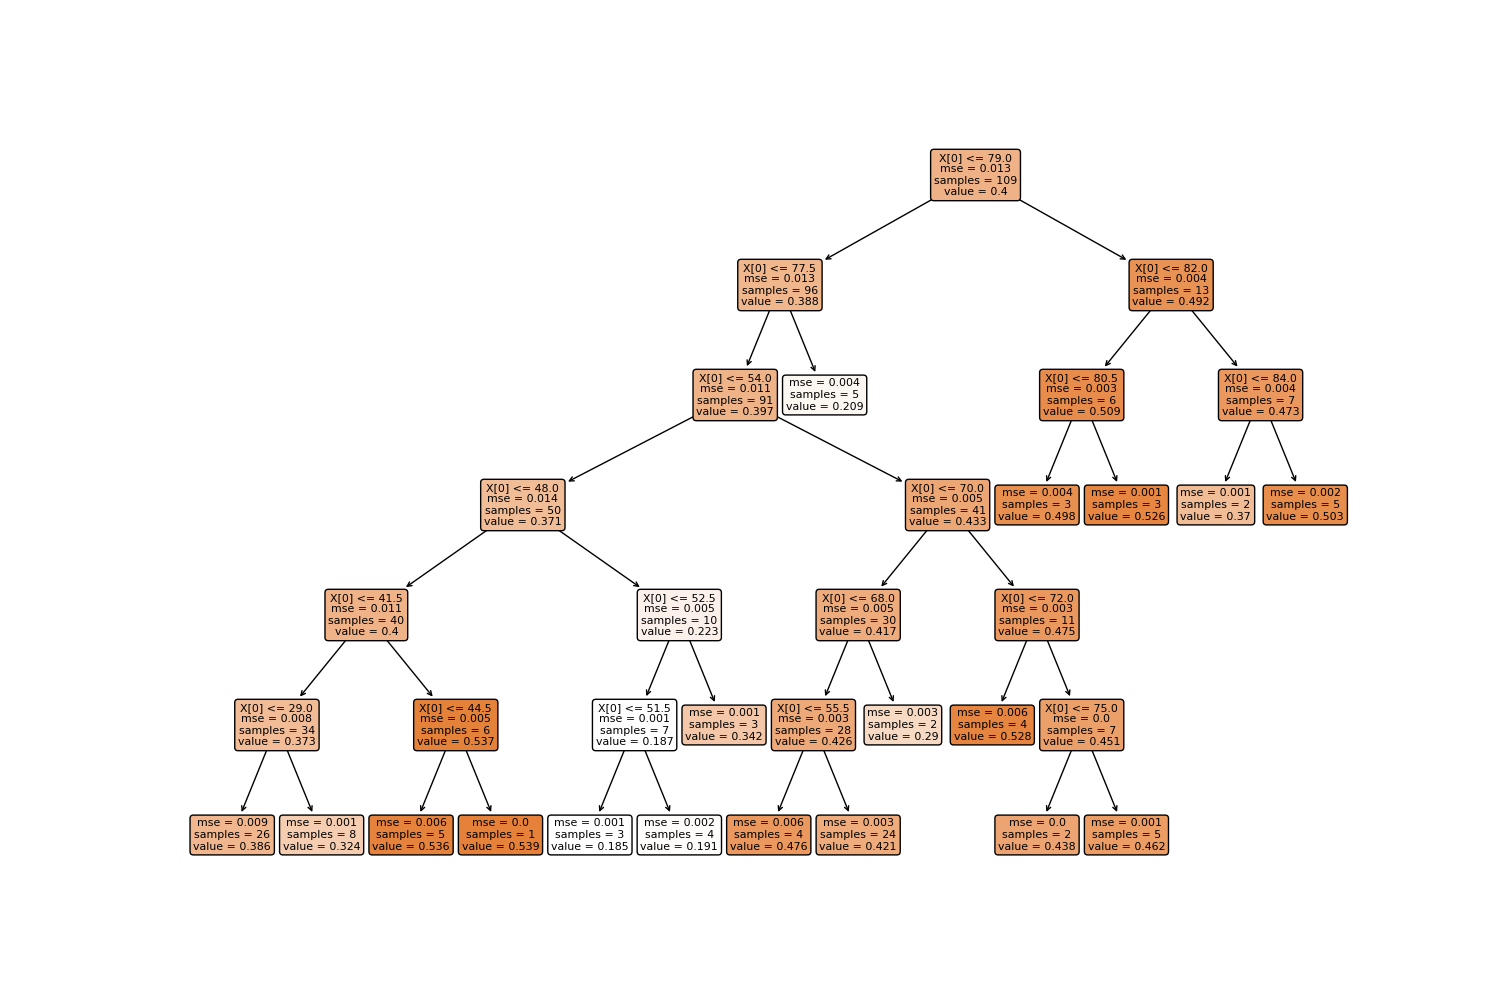 X[0] <= 79.0
mse = 0.013
samples = 109
value = 0.4
X[0] <= 77.5
mse = 0.013
samples = 96
value = 0.388
X[0] <= 82.0
mse = 0.004
samples = 13
value = 0.492
X[0] <= 54.0
mse = 0.011
samples = 91
value = 0.397
mse = 0.004
samples = 5
value = 0.209
X[0] <= 80.5
mse = 0.003
samples = 6
value = 0.509
X[0] <= 84.0
mse = 0.004
samples = 7
value = 0.473
X[0] <= 48.0
mse = 0.014
samples = 50
value = 0.371
X[0] <= 70.0
mse = 0.005
samples = 41
value = 0.433
mse = 0.004
samples = 3
value = 0.498
mse = 0.001
samples = 3
value = 0.526
mse = 0.001
samples = 2
value = 0.37
mse = 0.002
samples = 5
value = 0.503
X[0] <= 41.5
mse = 0.011
samples = 40
value = 0.4
X[0] <= 52.5
mse = 0.005
samples = 10
value = 0.223
X[0] <= 68.0
mse = 0.005
samples = 30
value = 0.417
X[0] <= 72.0
mse = 0.003
samples = 11
value = 0.475
X[0] <= 29.0
mse = 0.008
samples = 34
value = 0.373
X[0] <= 44.5
mse = 0.005
samples = 6
value = 0.537
X[0] <= 51.5
mse = 0.001
samples = 7
value = 0.187
mse = 0.001
samples = 3
value = 0.342
X[0] <= 55.5
mse = 0.003
samples = 28
value = 0.426
mse = 0.003
samples = 2
value = 0.29
mse = 0.006
samples = 4
value = 0.528
X[0] <= 75.0
mse = 0.0
samples = 7
value = 0.451
mse = 0.009
samples = 26
value = 0.386
mse = 0.001
samples = 8
value = 0.324
mse = 0.006
samples = 5
value = 0.536
mse = 0.0
samples = 1
value = 0.539
mse = 0.001
samples = 3
value = 0.185
mse = 0.002
samples = 4
value = 0.191
mse = 0.006
samples = 4
value = 0.476
mse = 0.003
samples = 24
value = 0.421
mse = 0.0
samples = 2
value = 0.438
mse = 0.001
samples = 5
value = 0.462